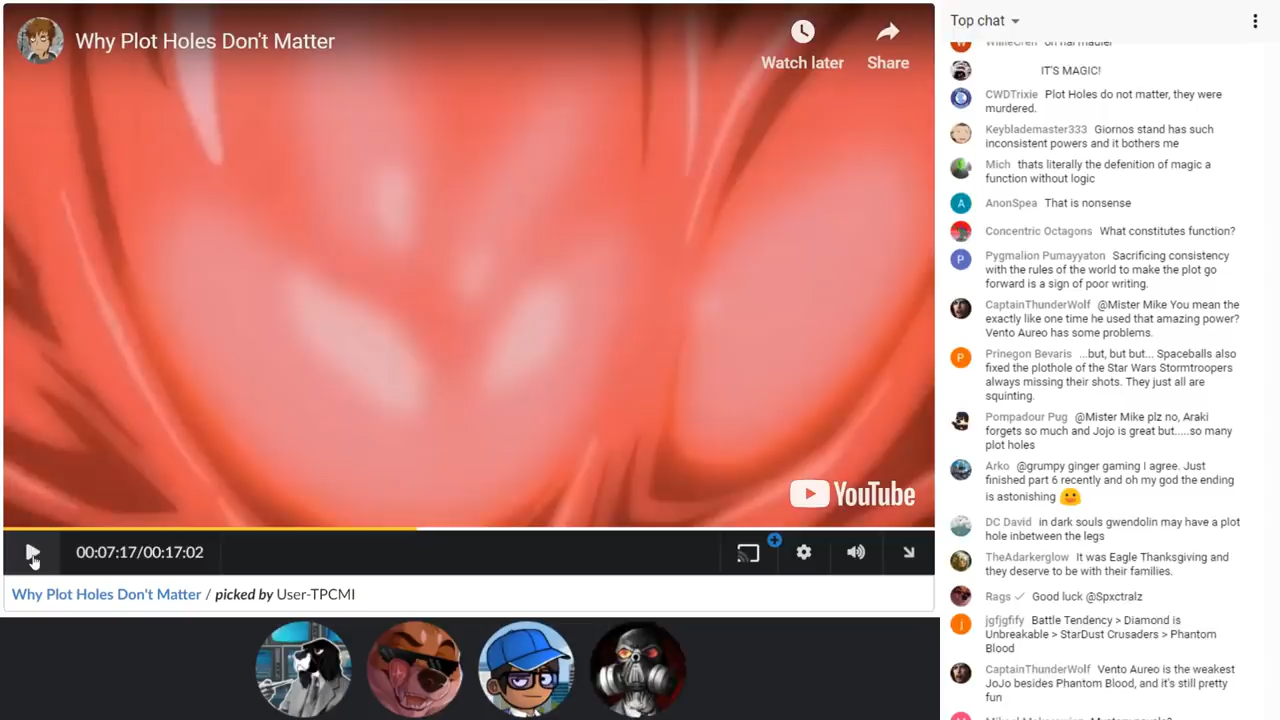 Why Plot Holes Don't Matter
Watch later
Share
YouTube
00:07:17/00:17:02
Why Plot Holes Don't Matter / picked by User-TPCMI
Top chat
IT'S MAGIC!
CWDTrixie Plot Holes do not matter, they were
murdered.
Keyblademaster333 Giornos stand has such
inconsistent powers and it bothers me
Mich thats literally the defenition of magic a
function without logic
A
AnonSpea That is nonsense
Concentric Octagons What constitutes function?
P
Pygmalion Pumayyaton Sacrificing consistency
with the rules of the world to make the plot go
forward is a sign of poor writing.
CaptainThunderWolf @Mister Mike You mean the
exactly like one time he used that amazing power?
Vento Aureo has some problems.
P
Prinegon Bevaris ...but, but but... Spaceballs also
fixed the plothole of the Star Wars Stormtroopers
always missing their shots. They just all are
squinting.
Pompadour Pug @Mister Mike plz no, Araki
forgets so much and Jojo is great but.....so many
plot holes
Arko @grumpy ginger gaming I agree. Just
finished part 6 recently and oh my god the ending
is astonishing
DC David in dark souls gwendolin may have a plot
hole inbetween the legs
TheAdarkerglow It was Eagle Thanksgiving and
they deserve to be with their families.
Rags ✓ Good luck @Spxctralz
j
jgfjgfify Battle Tendency > Diamond is
Unbreakable > StarDust Crusaders > Phantom
Blood
CaptainThunderWolf Vento Aureo is the weakest
JoJo besides Phantom Blood, and it's still pretty
fun